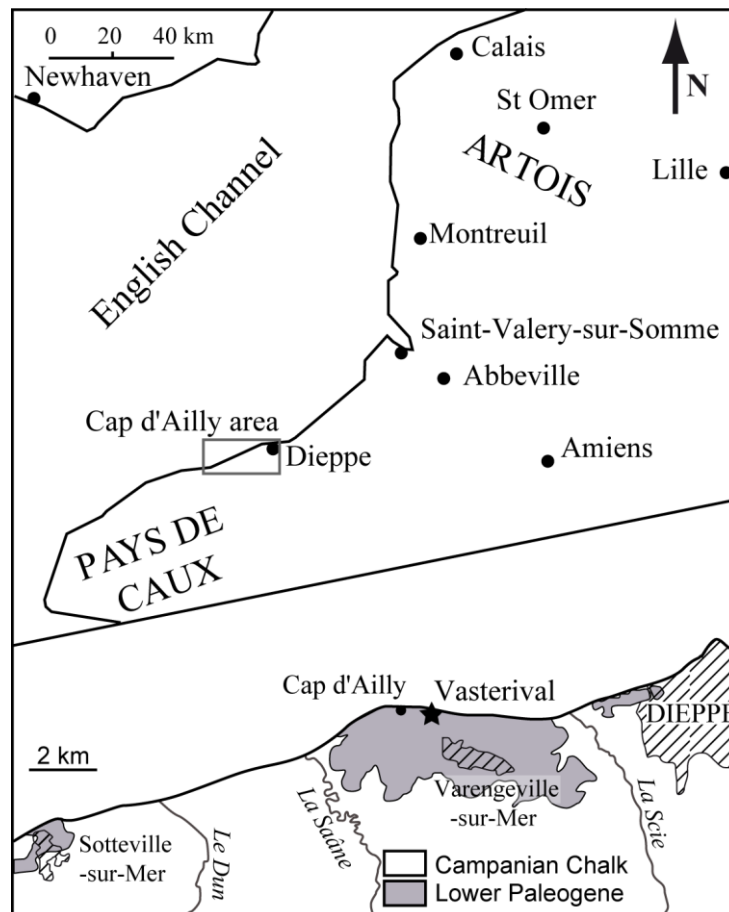 0 20 40 km
Newhaven
Calais
N
St Omer
ARTOIS
Lille
English Channel
Montreuil
Saint-Valery-sur-Somme
Abbeville
Cap d'Ailly area
Dieppe
Amiens
PAYS DE
CAUX
Cap d'Ailly
Vasterival
DIEPPE
2 km
Varengeville
-sur-Mer
La Saâne
La Scie
Sotteville
-sur-Mer
Le Dun
Campanian Chalk
Lower Paleogene